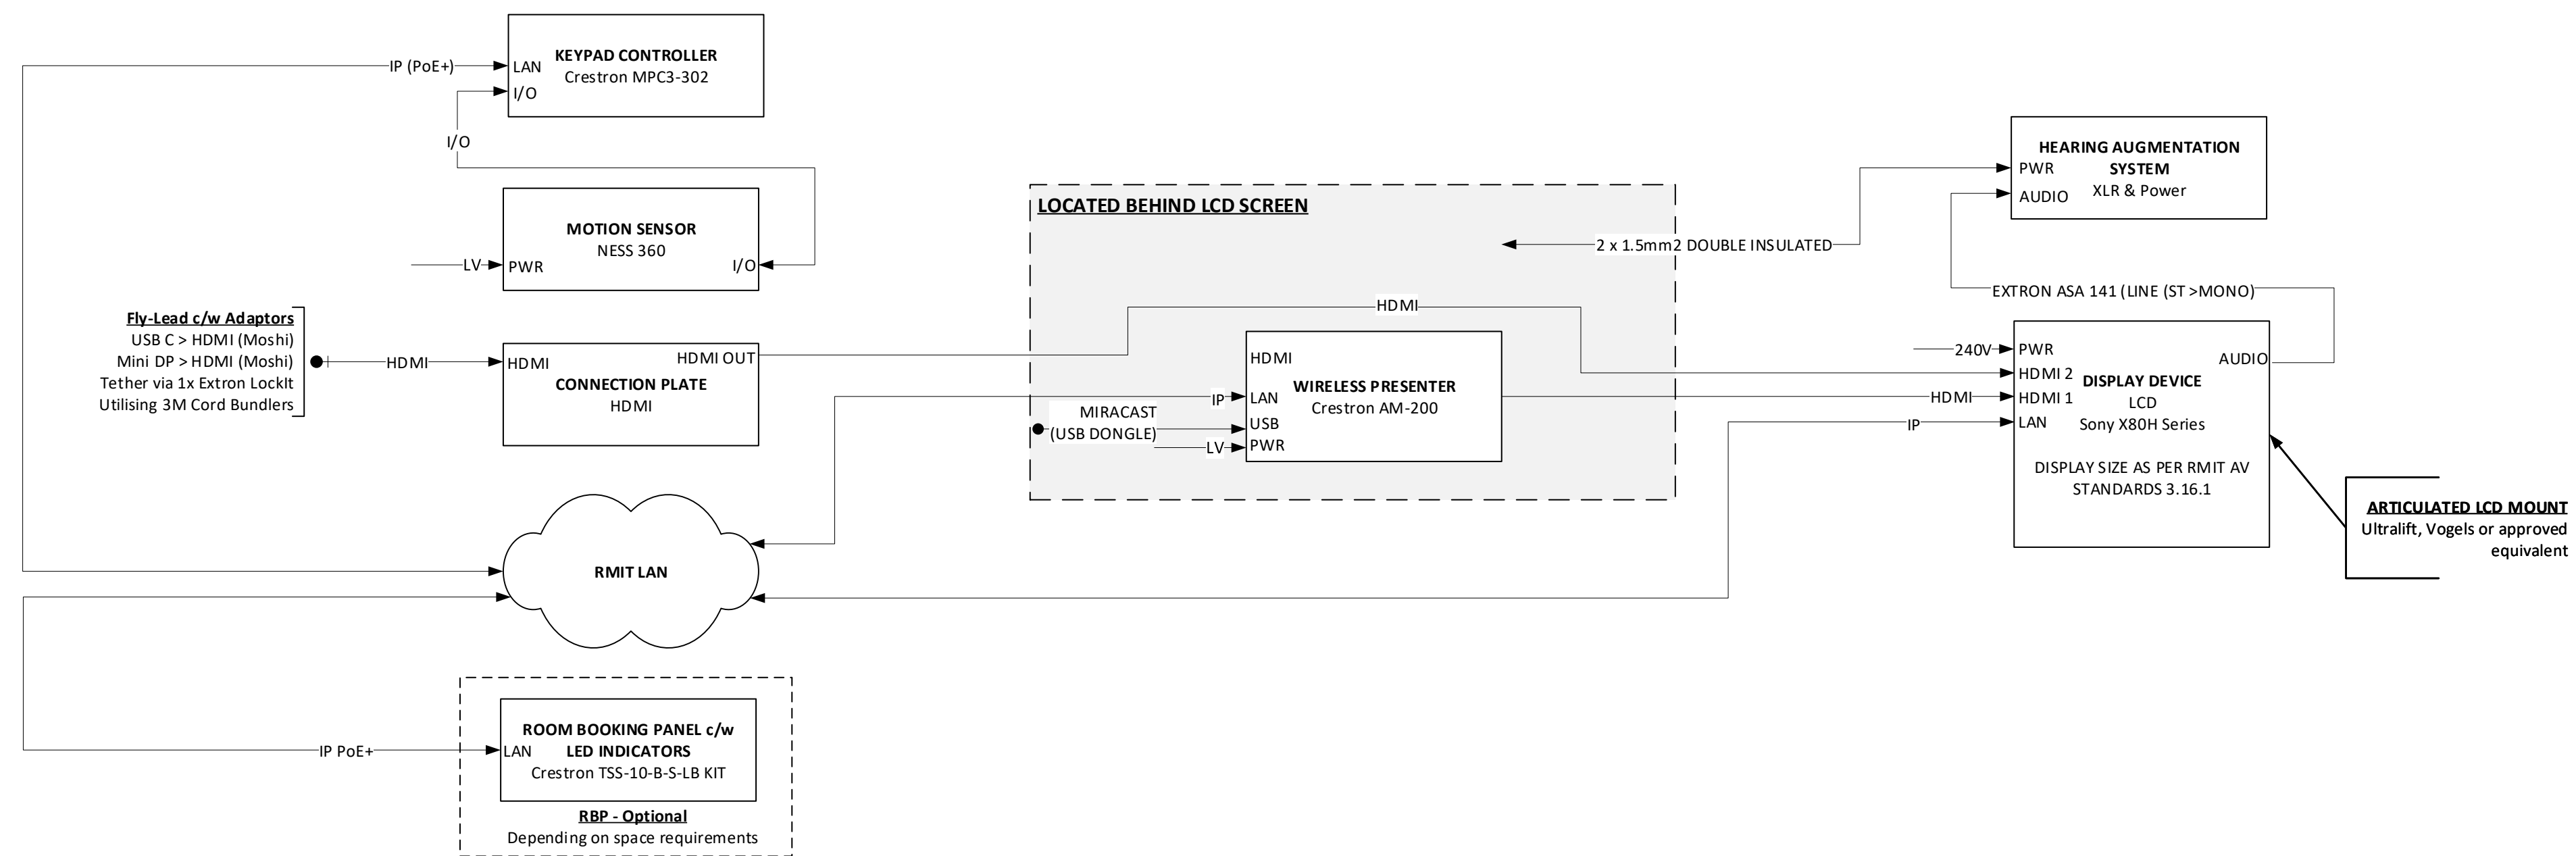 KEYPAD CONTROLLER
Crestron MPC3-302
IP (PoE+)
LAN
I/O
I/O
MOTION SENSOR
NESS 360
LV
PWR
I/O
Fly-Lead c/w Adaptors
USB C > HDMI (Moshi)
Mini DP > HDMI (Moshi)
Tether via 1x Extron LockIt
Utilising 3M Cord Bundlers
HDMI
HDMI
HDMI OUT
CONNECTION PLATE
HDMI
RMIT LAN
IP PoE+
LAN
ROOM BOOKING PANEL c/w
LED INDICATORS
Crestron TSS-10-B-S-LB KIT
RBP - Optional
Depending on space requirements
LOCATED BEHIND LCD SCREEN
2 x 1.5mm2 DOUBLE INSULATED
HDMI
HDMI
WIRELESS PRESENTER
Crestron AM-200
IP
LAN
MIRACAST
(USB DONGLE)
USB
LV
PWR
HEARING AUGMENTATION
SYSTEM
XLR & Power
PWR
AUDIO
EXTRON ASA 141 (LINE (ST >MONO)
240V
PWR
AUDIO
HDMI 2
HDMI
HDMI 1
IP
LAN
DISPLAY DEVICE
LCD
Sony X80H Series
DISPLAY SIZE AS PER RMIT AV
STANDARDS 3.16.1
ARTICULATED LCD MOUNT
Ultralift, Vogels or approved
equivalent